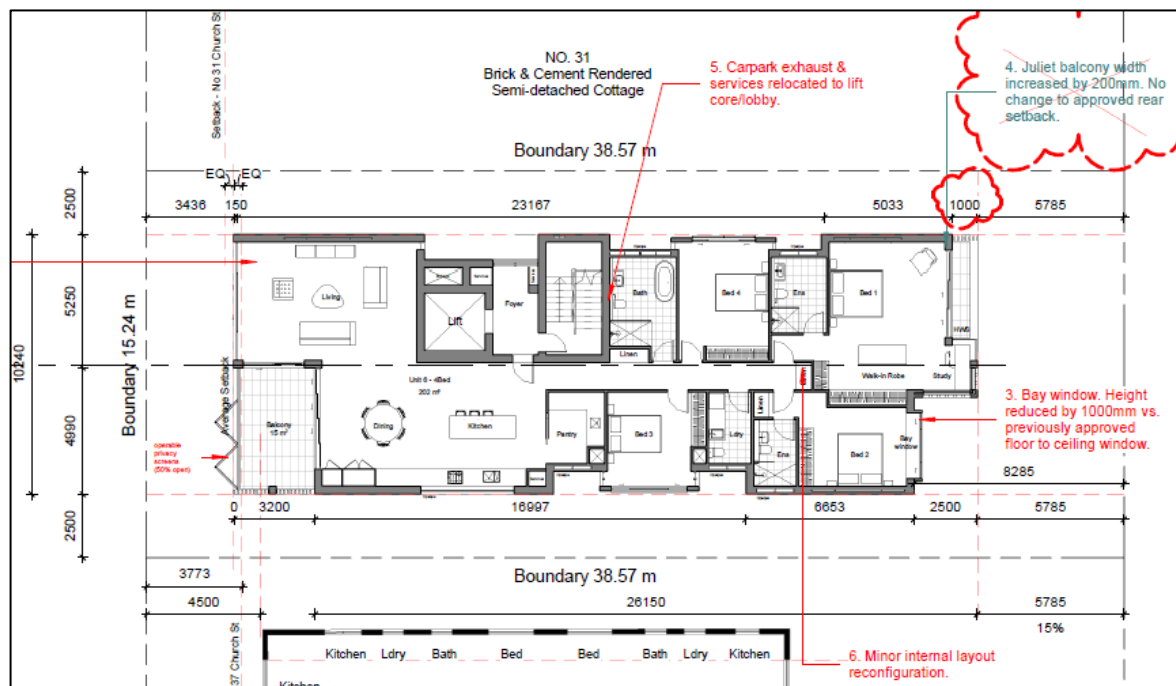 NO. 31
Brick & Cement Rendered
Semi-detached Cottage
5. Carpark exhaust &
services relocated to lift
core/lobby.
4. Juliet balcony width
increased by 200mm. No
change to approved rear
setback.
Setback - No 31 Church St
Boundary 38.57 m
EQ EQ
2500
3436 150 23167 5033 1000 5785
10240
5250
4990
2500
Boundary 15.24 m
Average Setback
Living
Lift
Foyer
Bath
Linen
Bed 4
Ens
Bed 1
HWS
Walk-in Robe
Study
Unit 6 - 4Bed
202 m²
Balcony
15 m²
Dining
Kitchen
Pantry
Bed 3
Ldry
Linen
Ens
Bed 2
Bay
window
operable
privacy
screens
(50% open)
3. Bay window. Height
reduced by 1000mm vs.
previously approved
floor to ceiling window.
8285
0 3200 16997 6653 2500 5785
3773
Boundary 38.57 m
4500 26150 5785
15%
37 Church St
Kitchen Ldry Bath Bed Bed Bath Ldry Kitchen
Kitchen
6. Minor internal layout
reconfiguration.